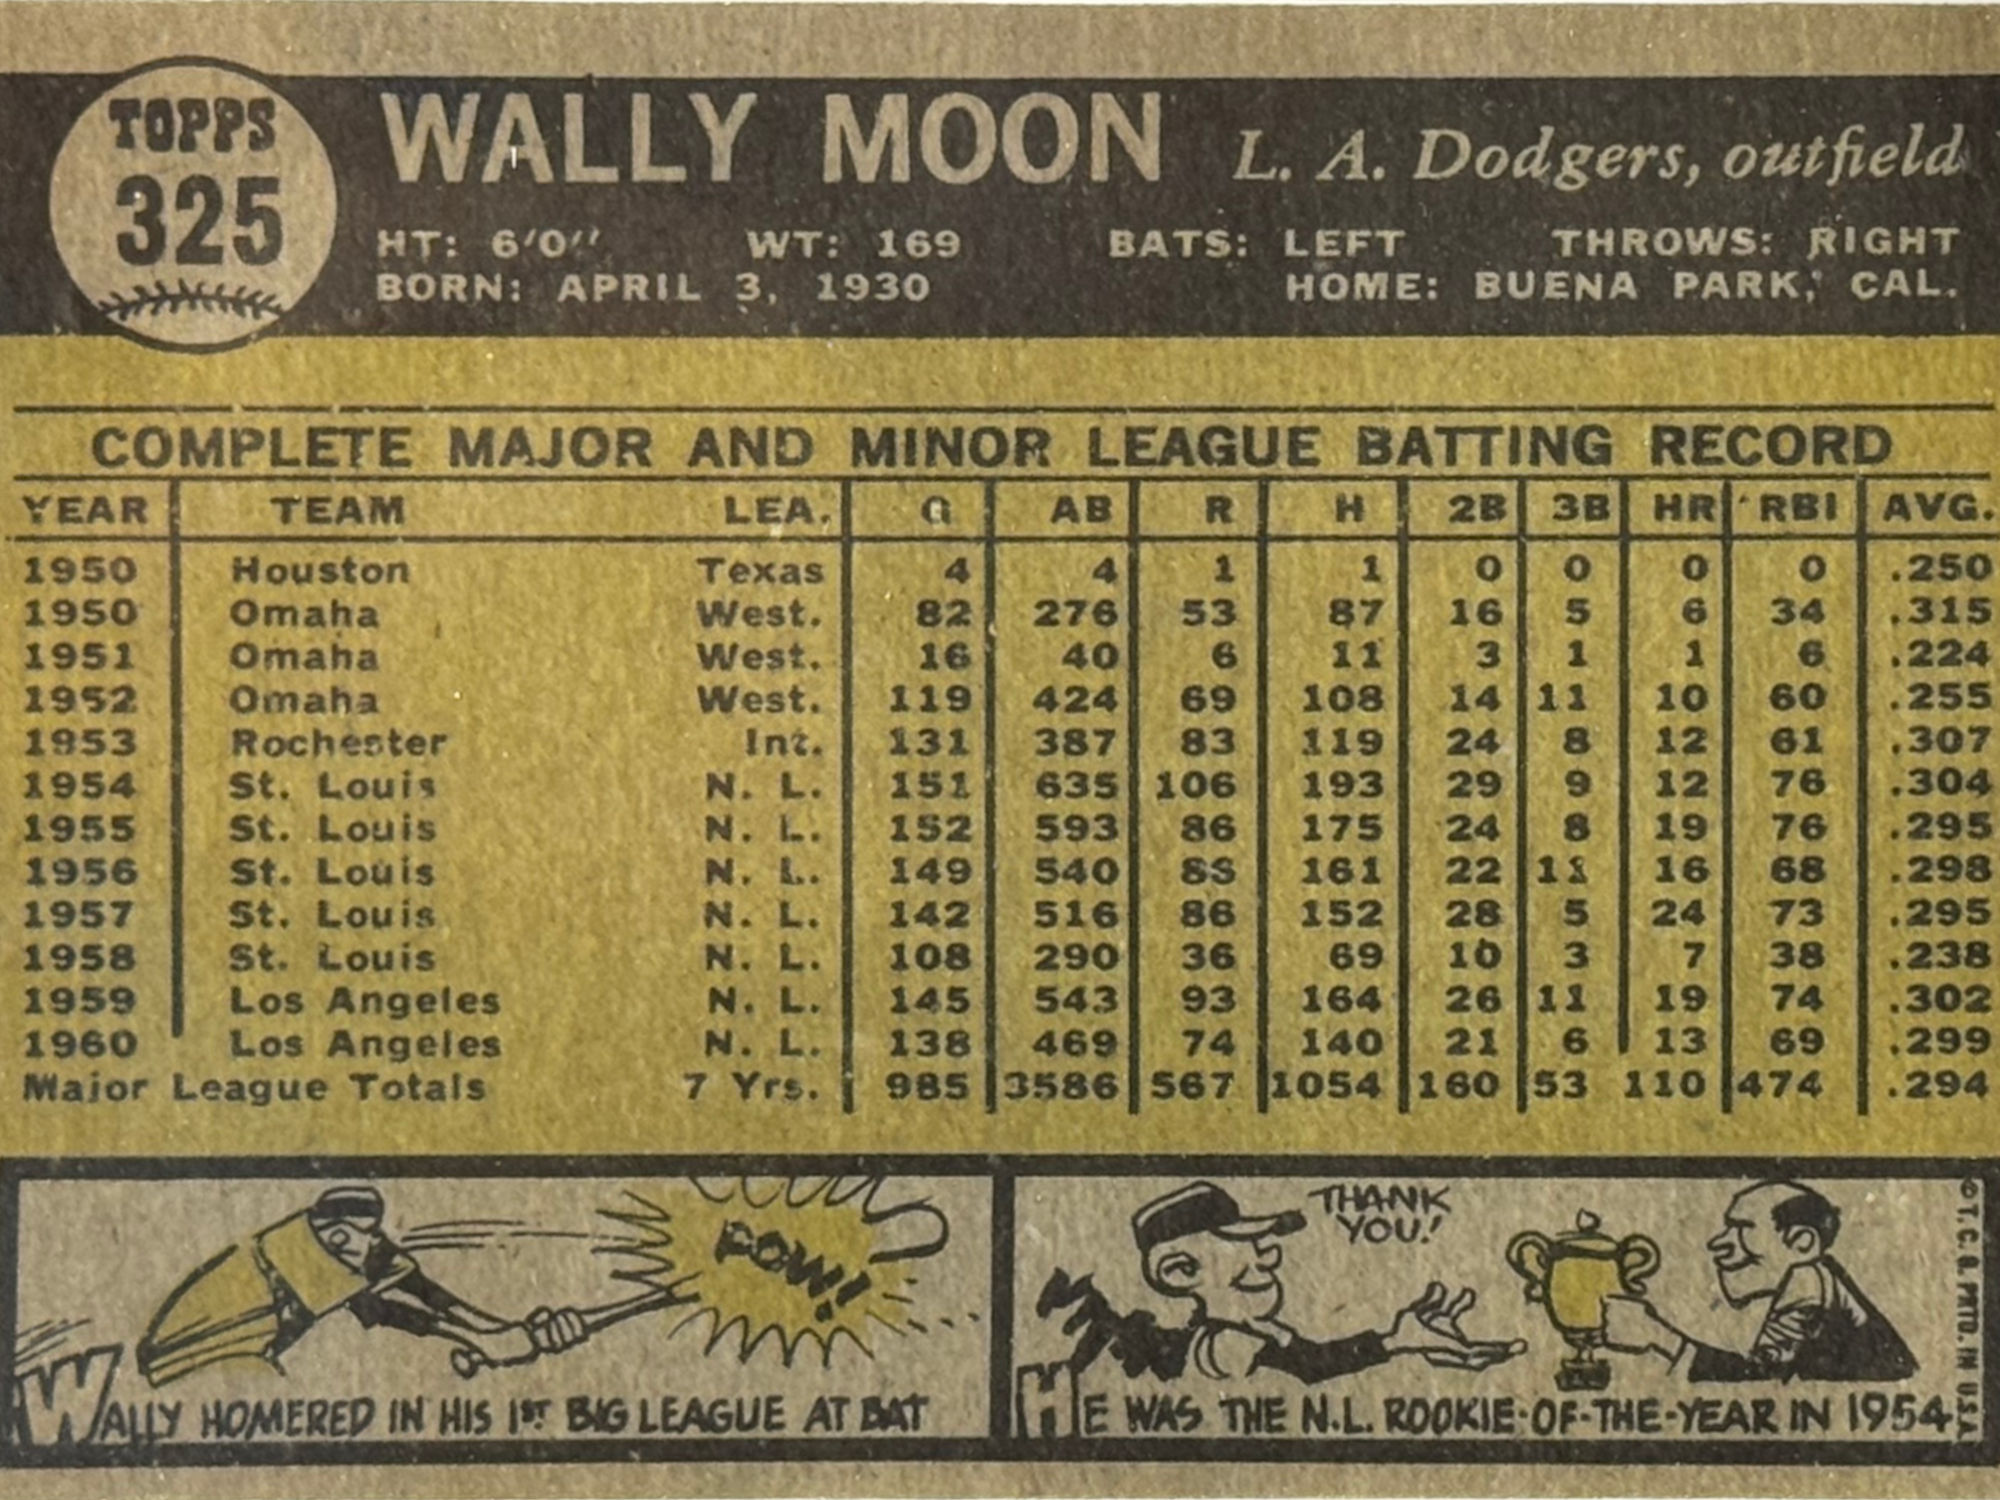 TOPPS
325
WALLY MOON L. A. Dodgers, outfield
HT: 6'0" WT: 169 BATS: LEFT THROWS: RIGHT
BORN: APRIL 3, 1930 HOME: BUENA PARK, CAL.
COMPLETE MAJOR AND MINOR LEAGUE BATTING RECORD
YEAR TEAM LEA. G AB R H 2B 3B HR RBI AVG.
1950 Houston Texas 4 4 1 1 0 0 0 0 .250
1950 Omaha West. 82 276 53 87 16 5 6 34 .315
1951 Omaha West. 16 40 6 11 3 1 1 6 .224
1952 Omaha West. 119 424 69 108 14 11 10 60 .255
1953 Rochester Int. 131 387 83 119 24 8 12 61 .307
1954 St. Louis N. L. 151 635 106 193 29 9 12 76 .304
1955 St. Louis N. L. 152 593 86 175 24 8 19 76 .295
1956 St. Louis N. L. 149 540 161 22 11 16 68 .298
1957 St. Louis N. L. 142 516 86 152 28 5 24 73 .295
1958 St. Louis N. L. 108 290 36 69 10 3 7 38 .238
1959 Los Angeles N. L. 145 543 93 164 26 11 19 74 .302
1960 Los Angeles N. L. 138 469 74 140 21 6 13 69 .299
Major League Totals 7 Yrs. 985 3586 567 1054 160 53 110 474 .294
POW!
WALLY HOMERED IN HIS 1ST BIG LEAGUE AT BAT
THANK
YOU!
HE WAS THE N.L. ROOKIE-OF-THE-YEAR IN 1954
© T. C. G. PRTD. IN U.S.A.